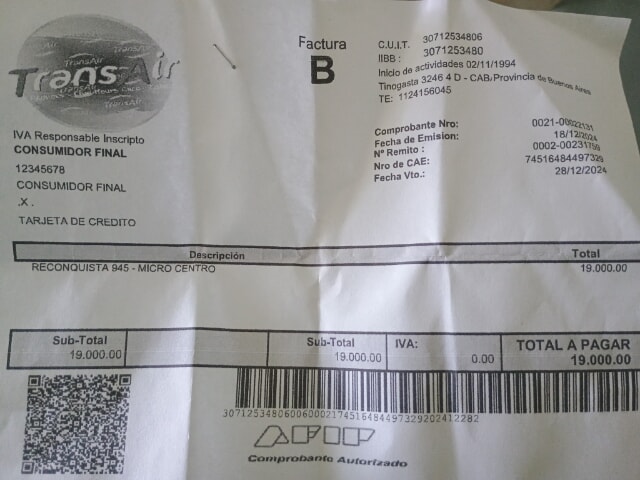 TransAir
Factura
B
C.U.I.T. 30712534806
IIBB : 3071253480
Inicio de actividades 02/11/1994
Tinogasta 3246 4 D - CAB/Provincia de Buenos Aires
TE: 1124156045
IVA Responsable Inscripto
CONSUMIDOR FINAL
12345678
CONSUMIDOR FINAL
.X .
TARJETA DE CREDITO
Comprobante Nro: 0021-00022131
Fecha de Emision: 18/12/2024
Nº Remito : 0002-00231799
Nro de CAE: 74516484497329
Fecha Vto.: 28/12/2024
Descripción Total
RECONQUISTA 945 - MICRO CENTRO 19.000.00
Sub-Total Sub-Total IVA: TOTAL A PAGAR
19.000.00 19.000.00 0.00 19.000.00
307125348060060002174516484497329202412282
AFIP
Comprobante Autorizado